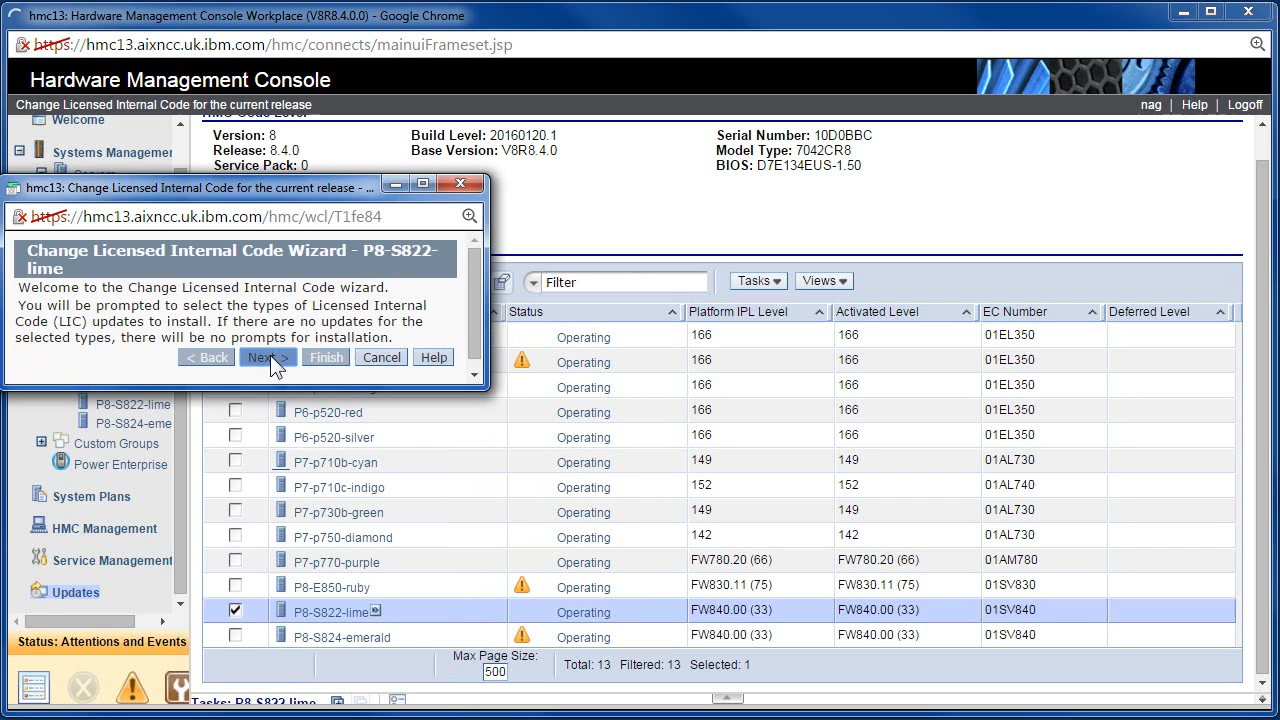 hmc13: Hardware Management Console Workplace (V8R8.4.0.0) - Google Chrome
https://hmc13.aixncc.uk.ibm.com/hmc/connects/mainuiFrameset.jsp
Hardware Management Console
Change Licensed Internal Code for the current release
nag | Help | Logoff
Welcome
Systems Managemer
HMC Code Level
Version: 8 Build Level: 20160120.1 Serial Number: 10D0BBC
Release: 8.4.0 Base Version: V8R8.4.0 Model Type: 7042CR8
Service Pack: 0 BIOS: D7E134EUS-1.50
hmc13: Change Licensed Internal Code for the current release - ...
https://hmc13.aixncc.uk.ibm.com/hmc/wcl/T1fe84
Change Licensed Internal Code Wizard - P8-S822-
lime
Welcome to the Change Licensed Internal Code wizard.
You will be prompted to select the types of Licensed Internal
Code (LIC) updates to install. If there are no updates for the
selected types, there will be no prompts for installation.
< Back Next > Finish Cancel Help
P8-S822-lime
P8-S824-eme
Custom Groups
Power Enterprise
System Plans
HMC Management
Service Management
Updates
Status: Attentions and Events
Filter Tasks Views
Status Platform IPL Level Activated Level EC Number Deferred Level
Operating 166 166 01EL350
Operating 166 166 01EL350
Operating 166 166 01EL350
P6-p520-red Operating 166 166 01EL350
P6-p520-silver Operating 166 166 01EL350
P7-p710b-cyan Operating 149 149 01AL730
P7-p710c-indigo Operating 152 152 01AL740
P7-p730b-green Operating 149 149 01AL730
P7-p750-diamond Operating 142 142 01AL730
P7-p770-purple Operating FW780.20 (66) FW780.20 (66) 01AM780
P8-E850-ruby Operating FW830.11 (75) FW830.11 (75) 01SV830
P8-S822-lime Operating FW840.00 (33) FW840.00 (33) 01SV840
P8-S824-emerald Operating FW840.00 (33) FW840.00 (33) 01SV840
Max Page Size:
500
Total: 13 Filtered: 13 Selected: 1
Tasks: P8-S822-lime